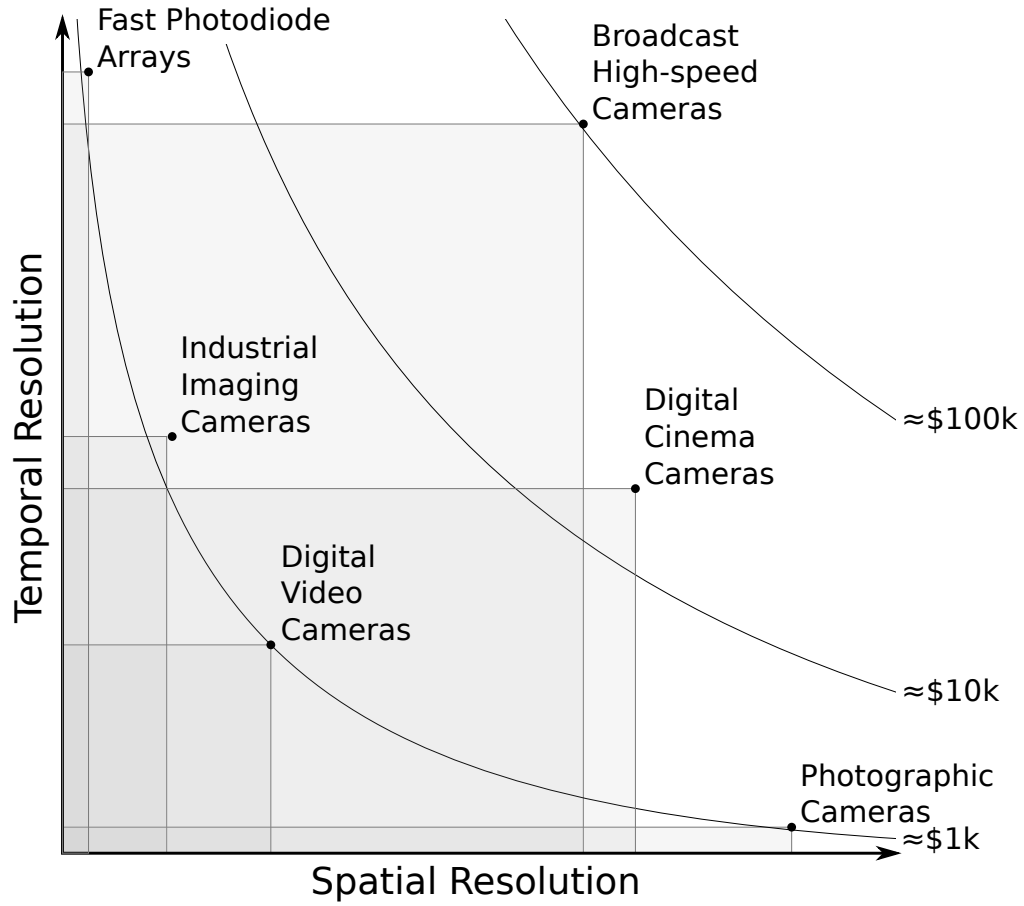 Fast Photodiode
Arrays
Broadcast
High-speed
Cameras
Temporal Resolution
Industrial
Imaging
Cameras
Digital
Cinema
Cameras
≈$100k
Digital
Video
Cameras
≈$10k
Photographic
Cameras
≈$1k
Spatial Resolution